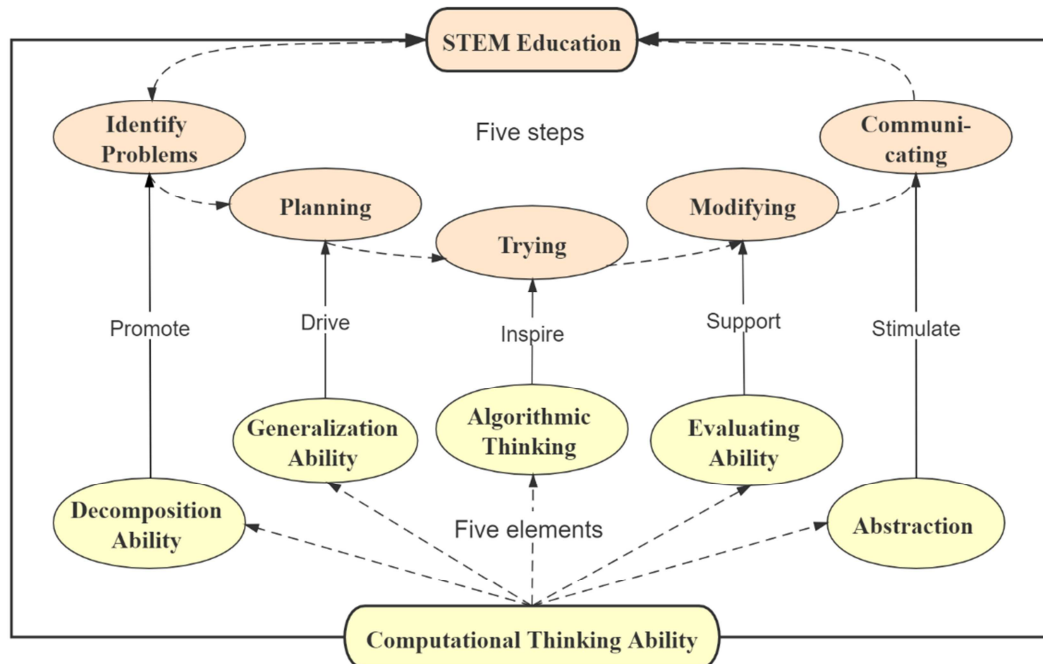 STEM Education
Identify
Problems
Five steps
Communi-
cating
Planning
Modifying
Trying
Promote
Drive
Inspire
Support
Stimulate
Generalization
Ability
Algorithmic
Thinking
Evaluating
Ability
Decomposition
Ability
Five elements
Abstraction
Computational Thinking Ability